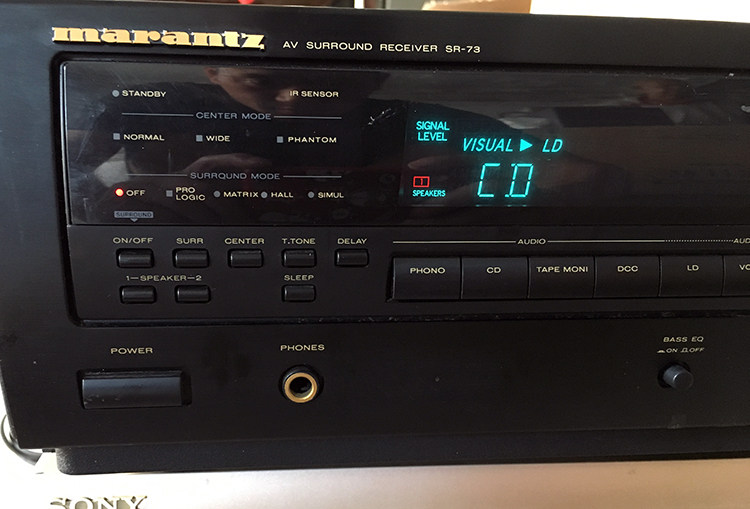 marantz AV SURROUND RECEIVER SR-73
STANDBY IR SENSOR
CENTER MODE
NORMAL WIDE PHANTOM
SURROUND MODE
OFF PRO LOGIC MATRIX HALL SIMUL
SURROUND
SIGNAL LEVEL
VISUAL ▶ LD
1 SPEAKERS
CD
ON/OFF SURR CENTER T.TONE DELAY
1—SPEAKER—2 SLEEP
AUDIO
PHONO CD TAPE MONI DCC LD
POWER PHONES
BASS EQ
ON OFF
SONY